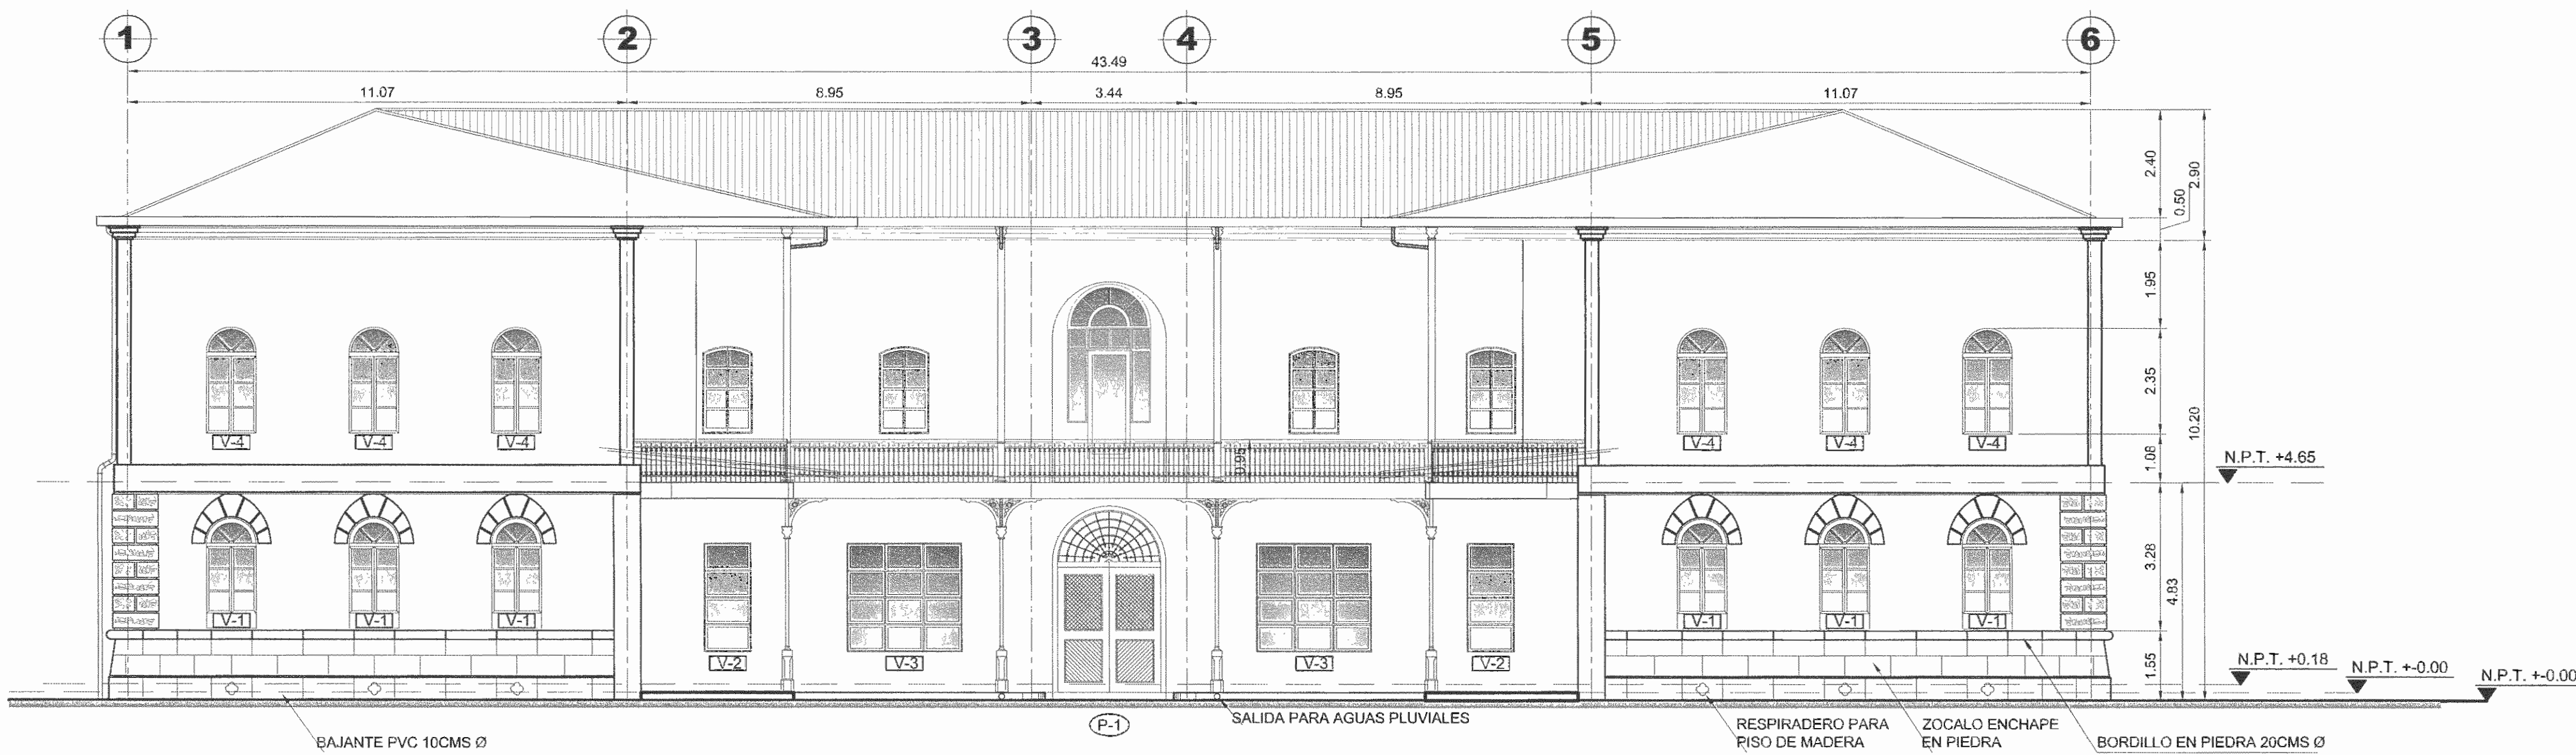 1 2 3 4 5 6
43.49
11.07 8.95 3.44 8.95 11.07
2.40
0.50
2.90
1.95
2.35
10.20
V-4 V-4 V-4 V-4 V-4 V-4
0.95
1.08
N.P.T. +4.65
3.28
4.83
V-1 V-1 V-1 V-1 V-1 V-1
V-2 V-3 V-3 V-2
1.55
N.P.T. +0.18
N.P.T. +-0.00
N.P.T. +-0.00
P-1
SALIDA PARA AGUAS PLUVIALES
BAJANTE PVC 10CMS Ø
RESPIRADERO PARA
PISO DE MADERA
ZOCALO ENCHAPE
EN PIEDRA
BORDILLO EN PIEDRA 20CMS Ø